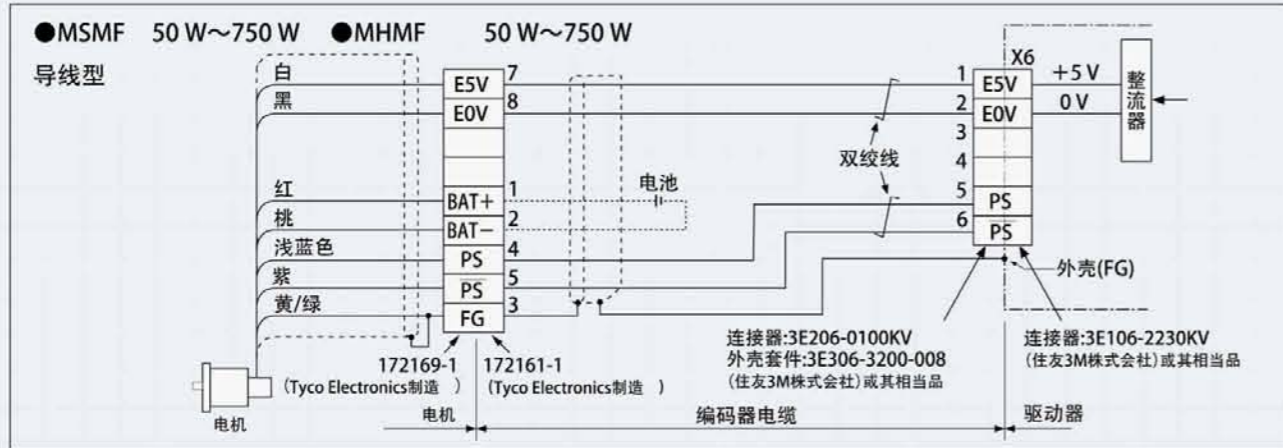 ●MSMF 50 W～750 W ●MHMF 50 W～750 W
导线型
白
黑
红
桃
浅蓝色
紫
黄/绿
E5V 7
E0V 8
BAT+ 1
BAT− 2
PS 4
P̅S̅ 5
FG 3
电池
双绞线
X6
1 E5V +5 V
2 E0V 0 V
3
4
5 PS
6 P̅S̅
整流器
外壳(FG)
172169-1
(Tyco Electronics制造 )
172161-1
(Tyco Electronics制造 )
连接器:3E206-0100KV
外壳套件:3E306-3200-008
(住友3M株式会社)或其相当品
连接器:3E106-2230KV
(住友3M株式会社)或其相当品
电机
电机
编码器电缆
驱动器